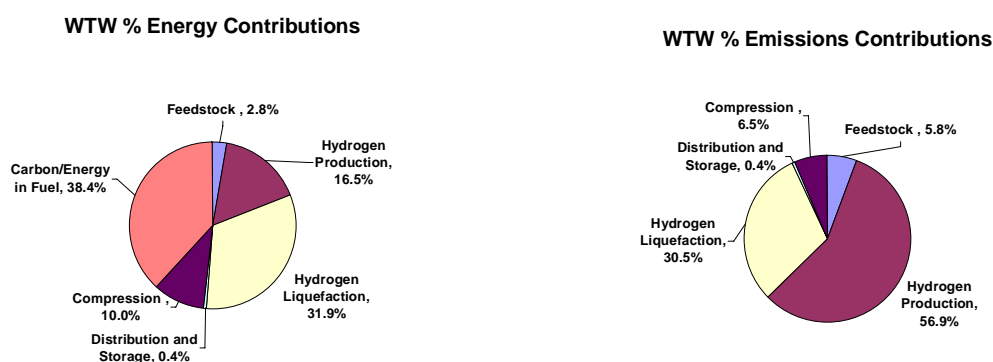 WTW % Energy Contributions
Feedstock , 2.8%
Hydrogen
Production,
16.5%
Hydrogen
Liquefaction,
31.9%
Distribution and
Storage, 0.4%
Compression ,
10.0%
Carbon/Energy
in Fuel, 38.4%
WTW % Emissions Contributions
Compression ,
6.5%
Feedstock , 5.8%
Distribution and
Storage, 0.4%
Hydrogen
Liquefaction,
30.5%
Hydrogen
Production,
56.9%